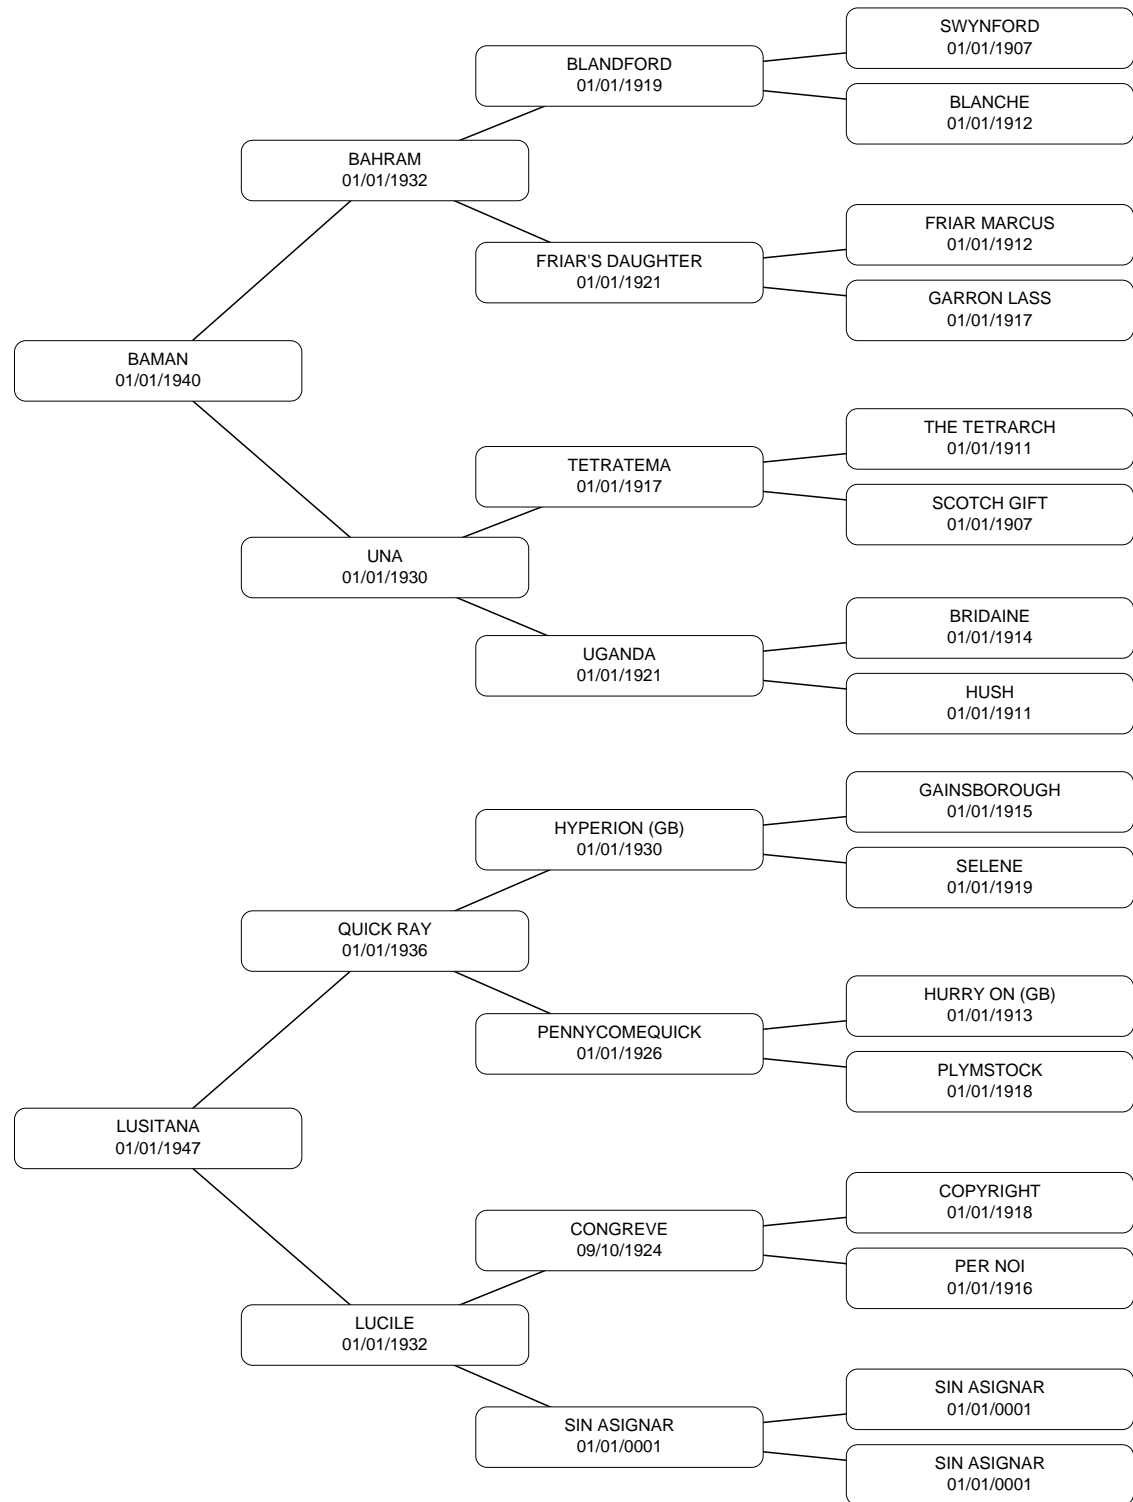 SWYNFORD
01/01/1907
BLANDFORD
01/01/1919
BLANCHE
01/01/1912
BAHRAM
01/01/1932
FRIAR MARCUS
01/01/1912
FRIAR'S DAUGHTER
01/01/1921
GARRON LASS
01/01/1917
BAMAN
01/01/1940
THE TETRARCH
01/01/1911
TETRATEMA
01/01/1917
SCOTCH GIFT
01/01/1907
UNA
01/01/1930
BRIDAINE
01/01/1914
UGANDA
01/01/1921
HUSH
01/01/1911
GAINSBOROUGH
01/01/1915
HYPERION (GB)
01/01/1930
SELENE
01/01/1919
QUICK RAY
01/01/1936
HURRY ON (GB)
01/01/1913
PENNYCOMEQUICK
01/01/1926
PLYMSTOCK
01/01/1918
LUSITANA
01/01/1947
COPYRIGHT
01/01/1918
CONGREVE
09/10/1924
PER NOI
01/01/1916
LUCILE
01/01/1932
SIN ASIGNAR
01/01/0001
SIN ASIGNAR
01/01/0001
SIN ASIGNAR
01/01/0001